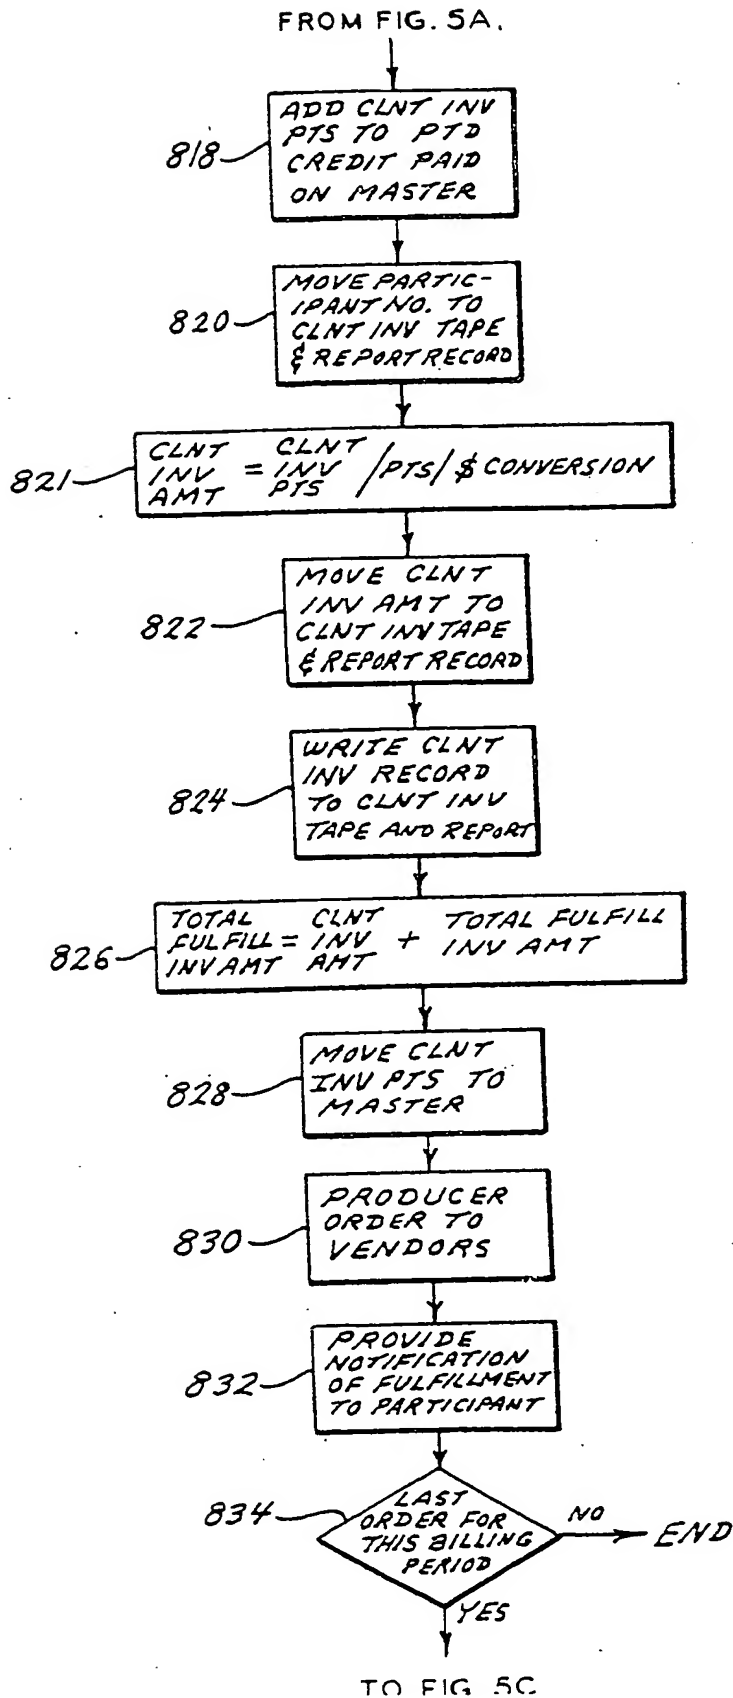 FROM FIG. 5A.
818
ADD CLNT INV
PTS TO PTD
CREDIT PAID
ON MASTER
820
MOVE PARTIC-
IPANT NO. TO
CLNT INV TAPE
& REPORT RECORD
821
CLNT CLNT
INV = INV /PTS/$ CONVERSION
AMT PTS
822
MOVE CLNT
INV AMT TO
CLNT INV TAPE
& REPORT RECORD
824
WRITE CLNT
INV RECORD
TO CLNT INV
TAPE AND REPORT
826
TOTAL CLNT TOTAL FULFILL
FULFILL = INV + INV AMT
INV AMT AMT
828
MOVE CLNT
INV PTS TO
MASTER
830
PRODUCER
ORDER TO
VENDORS
832
PROVIDE
NOTIFICATION
OF FULFILLMENT
TO PARTICIPANT
834
LAST
ORDER FOR
THIS BILLING
PERIOD
NO
END
YES
TO FIG. 5C